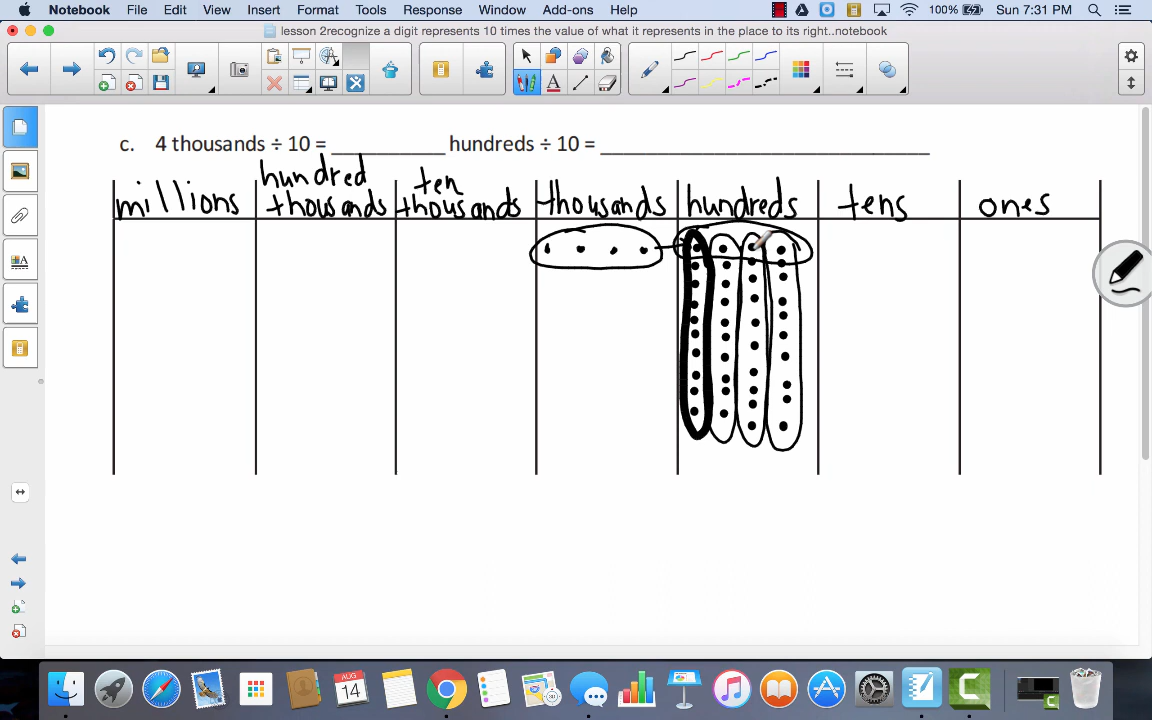 Notebook File Edit View Insert Format Tools Response Window Add-ons Help 100% Sun 7:31 PM
lesson 2recognize a digit represents 10 times the value of what it represents in the place to its right..notebook
c. 4 thousands ÷ 10 = __________ hundreds ÷ 10 = ______________________________
millions hundred thousands ten thousands thousands hundreds tens ones
AUG
14